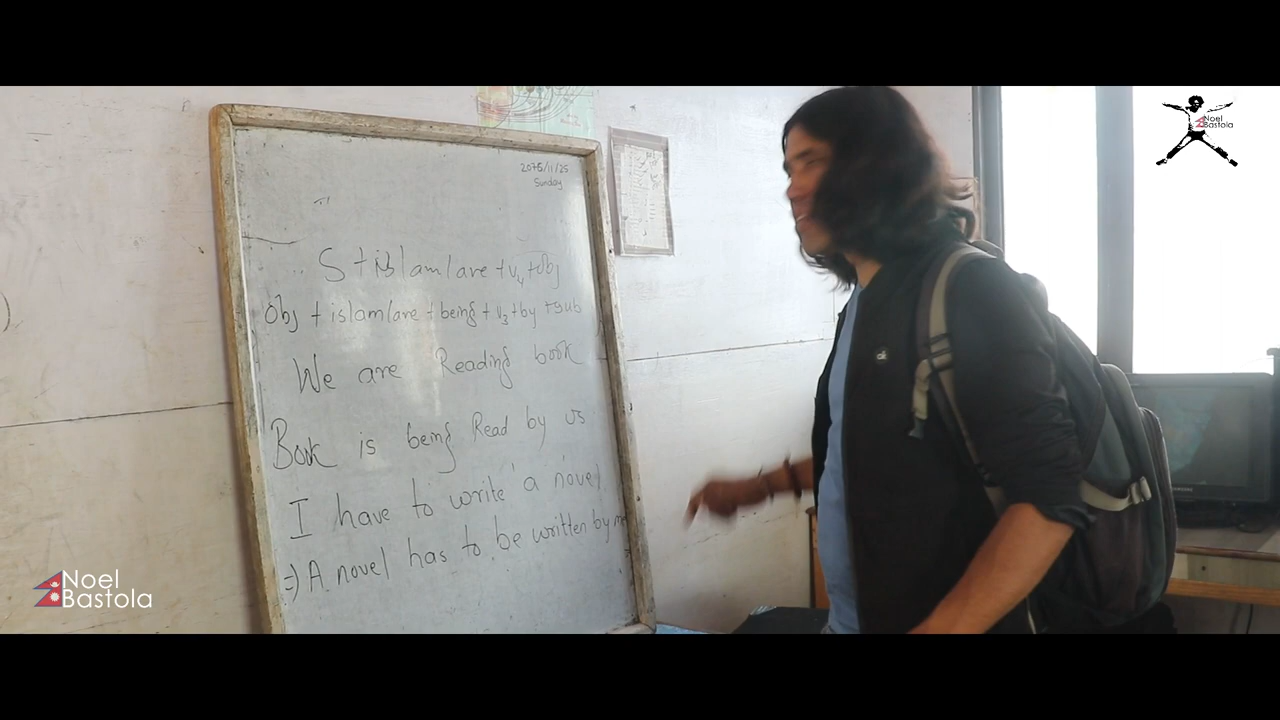 2075/11/25
Sunday
S + is/am/are + v4 + obj
Obj + is/am/are + being + v3 + by + sub
We are Reading book
Book is being Read by us
I have to write a novel
=) A novel has to be written by me
Noel
Bastola
Noel
Bastola